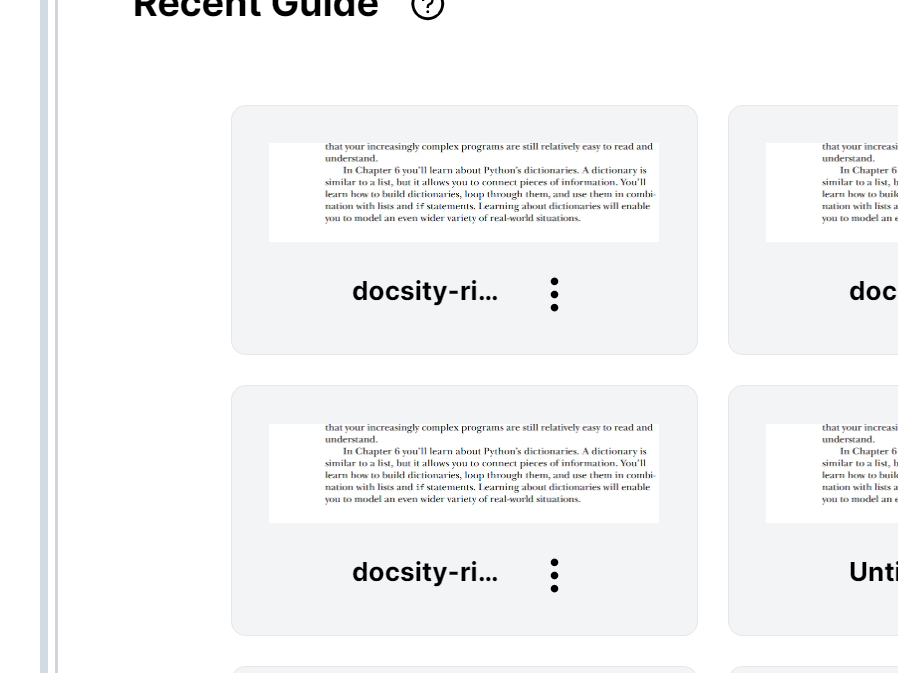 Recent Guide ?
that your increasingly complex programs are still relatively easy to read and
understand.
In Chapter 6 you'll learn about Python's dictionaries. A dictionary is
similar to a list, but it allows you to connect pieces of information. You'll
learn how to build dictionaries, loop through them, and use them in combi-
nation with lists and if statements. Learning about dictionaries will enable
you to model an even wider variety of real-world situations.
docsity-ri...
that your increasi
understand.
In Chapter 6
similar to a list, b
learn how to buil
nation with lists a
you to model an e
doc
that your increasingly complex programs are still relatively easy to read and
understand.
In Chapter 6 you'll learn about Python's dictionaries. A dictionary is
similar to a list, but it allows you to connect pieces of information. You'll
learn how to build dictionaries, loop through them, and use them in combi-
nation with lists and if statements. Learning about dictionaries will enable
you to model an even wider variety of real-world situations.
docsity-ri...
that your increasi
understand.
In Chapter 6
similar to a list, b
learn how to buil
nation with lists a
you to model an e
Unti